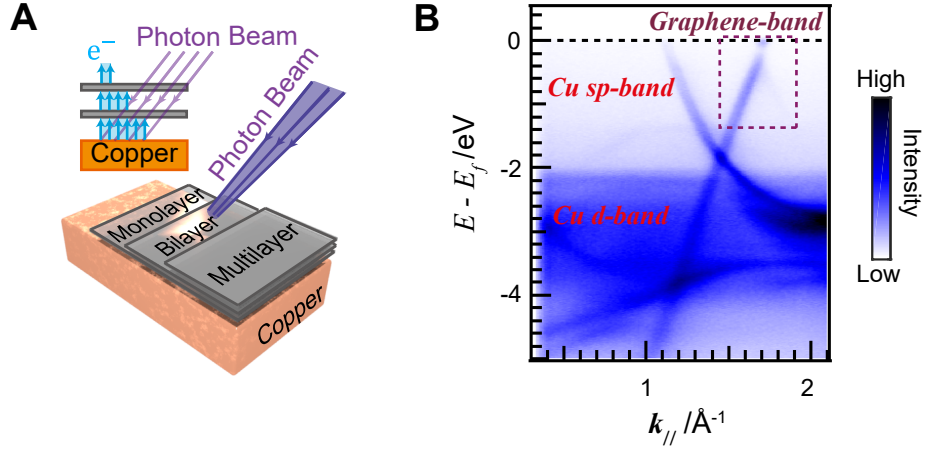 A
e⁻
Photon Beam
Copper
Photon Beam
Monolayer
Bilayer
Multilayer
Copper
B
Graphene-band
Cu sp-band
Cu d-band
0
-2
-4
E - E_f /eV
1
2
k_// /Å⁻¹
High
Intensity
Low